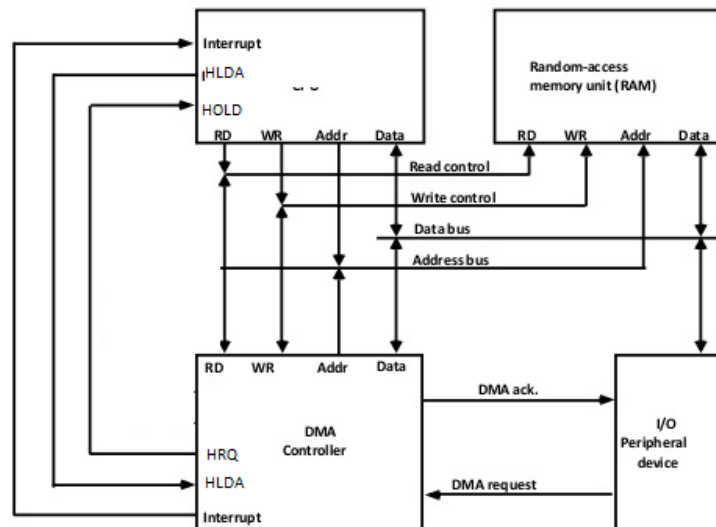 Interrupt
HLDA
HOLD
RD WR Addr Data
Random-access
memory unit (RAM)
RD WR Addr Data
Read control
Write control
Data bus
Address bus
RD WR Addr Data
DMA
Controller
HRQ
HLDA
Interrupt
DMA ack.
DMA request
I/O
Peripheral
device